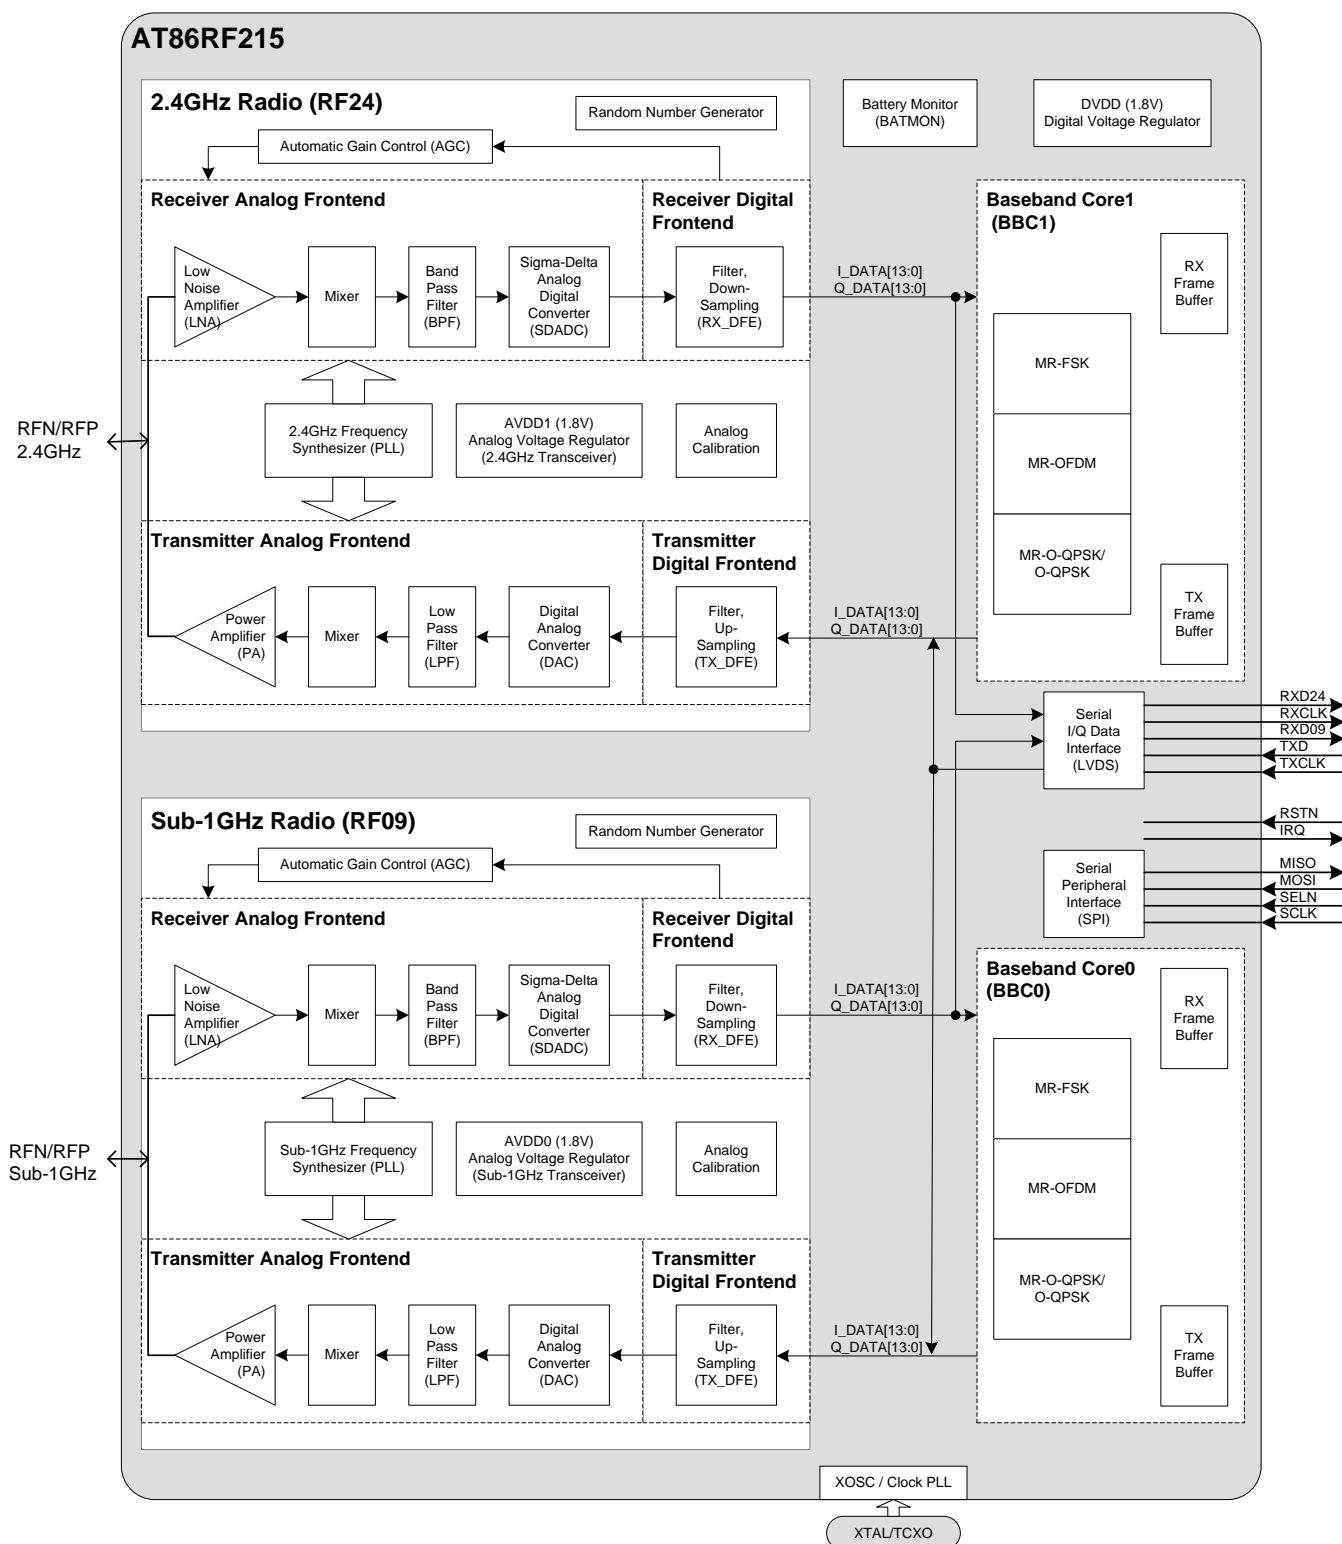 AT86RF215
2.4GHz Radio (RF24)
Random Number Generator
Battery Monitor
(BATMON)
DVDD (1.8V)
Digital Voltage Regulator
Automatic Gain Control (AGC)
Receiver Analog Frontend
Receiver Digital
Frontend
Baseband Core1
(BBC1)
Low
Noise
Amplifier
(LNA)
Mixer
Band
Pass
Filter
(BPF)
Sigma-Delta
Analog
Digital
Converter
(SDADC)
Filter,
Down-
Sampling
(RX_DFE)
I_DATA[13:0]
Q_DATA[13:0]
RX
Frame
Buffer
MR-FSK
MR-OFDM
MR-O-QPSK/
O-QPSK
RFN/RFP
2.4GHz
2.4GHz Frequency
Synthesizer (PLL)
AVDD1 (1.8V)
Analog Voltage Regulator
(2.4GHz Transceiver)
Analog
Calibration
Transmitter Analog Frontend
Transmitter
Digital Frontend
Power
Amplifier
(PA)
Mixer
Low
Pass
Filter
(LPF)
Digital
Analog
Converter
(DAC)
Filter,
Up-
Sampling
(TX_DFE)
I_DATA[13:0]
Q_DATA[13:0]
TX
Frame
Buffer
Serial
I/Q Data
Interface
(LVDS)
RXD24
RXCLK
RXD09
TXD
TXCLK
RSTN
IRQ
Serial
Peripheral
Interface
(SPI)
MISO
MOSI
SELN
SCLK
Sub-1GHz Radio (RF09)
Random Number Generator
Automatic Gain Control (AGC)
Receiver Analog Frontend
Receiver Digital
Frontend
Baseband Core0
(BBC0)
Low
Noise
Amplifier
(LNA)
Mixer
Band
Pass
Filter
(BPF)
Sigma-Delta
Analog
Digital
Converter
(SDADC)
Filter,
Down-
Sampling
(RX_DFE)
I_DATA[13:0]
Q_DATA[13:0]
RX
Frame
Buffer
MR-FSK
MR-OFDM
MR-O-QPSK/
O-QPSK
RFN/RFP
Sub-1GHz
Sub-1GHz Frequency
Synthesizer (PLL)
AVDD0 (1.8V)
Analog Voltage Regulator
(Sub-1GHz Transceiver)
Analog
Calibration
Transmitter Analog Frontend
Transmitter
Digital Frontend
Power
Amplifier
(PA)
Mixer
Low
Pass
Filter
(LPF)
Digital
Analog
Converter
(DAC)
Filter,
Up-
Sampling
(TX_DFE)
I_DATA[13:0]
Q_DATA[13:0]
TX
Frame
Buffer
XOSC / Clock PLL
XTAL/TCXO